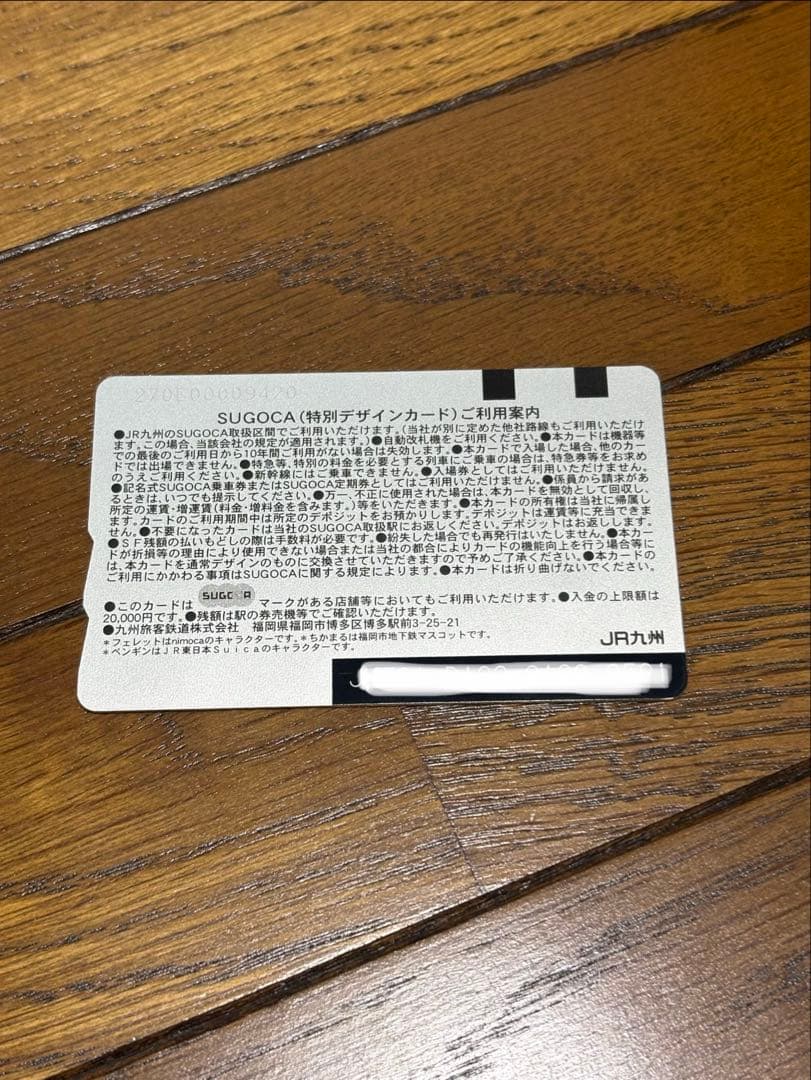 SUGOCA(特別デザインカード)ご利用案内
●JR九州のSUGOCA取扱区間でご利用いただけます。(当社が別に定めた他社路線もご利用いただけ
ます。この場合、当該会社の規定が適用されます。)●自動改札機をご利用ください。●本カードは機器等
での最後のご利用日から10年間ご利用がない場合は失効します。●本カードで入場した場合、他のカー
ドでは出場できません。●特急等、特別の料金を必要とする列車にご乗車の場合は、特急券等をお求め
のうえご利用ください。●新幹線にはご乗車できません。●入場券としてはご利用いただけません。
●記名式SUGOCA乗車券またはSUGOCA定期券としてはご利用いただけません。●係員から請求があ
るときは、いつでも提示してください。●万一、不正に使用された場合は、本カードを無効として回収し、
所定の運賃・増運賃(料金・増料金を含みます。)等をいただきます。●本カードの所有権は当社に帰属し
ます。カードのご利用期間中は所定のデポジットをお預かりします。デポジットは運賃等に充当できま
せん。●不要になったカードは当社のSUGOCA取扱駅にお返しください。デポジットはお返しします。
●SF残額の払いもどしの際は手数料が必要です。●紛失した場合でも再発行はいたしません。●本カー
ドが折損等の理由により使用できない場合または当社の都合によりカードの機能向上を行う場合等に
は、本カードを通常デザインのものに交換させていただきますので予めご了承ください。●本カードの
ご利用にかかわる事項はSUGOCAに関する規定によります。●本カードは折り曲げないでください。
●このカードは SUGOCA マークがある店舗等においてもご利用いただけます。●入金の上限額は
20,000円です。●残額は駅の券売機等でご確認いただけます。
●九州旅客鉄道株式会社 福岡県福岡市博多区博多駅前3-25-21
*フェレットはnimocaのキャラクターです。*ちかまるは福岡市地下鉄マスコットです。
*ペンギンはJR東日本Suicaのキャラクターです。
JR九州